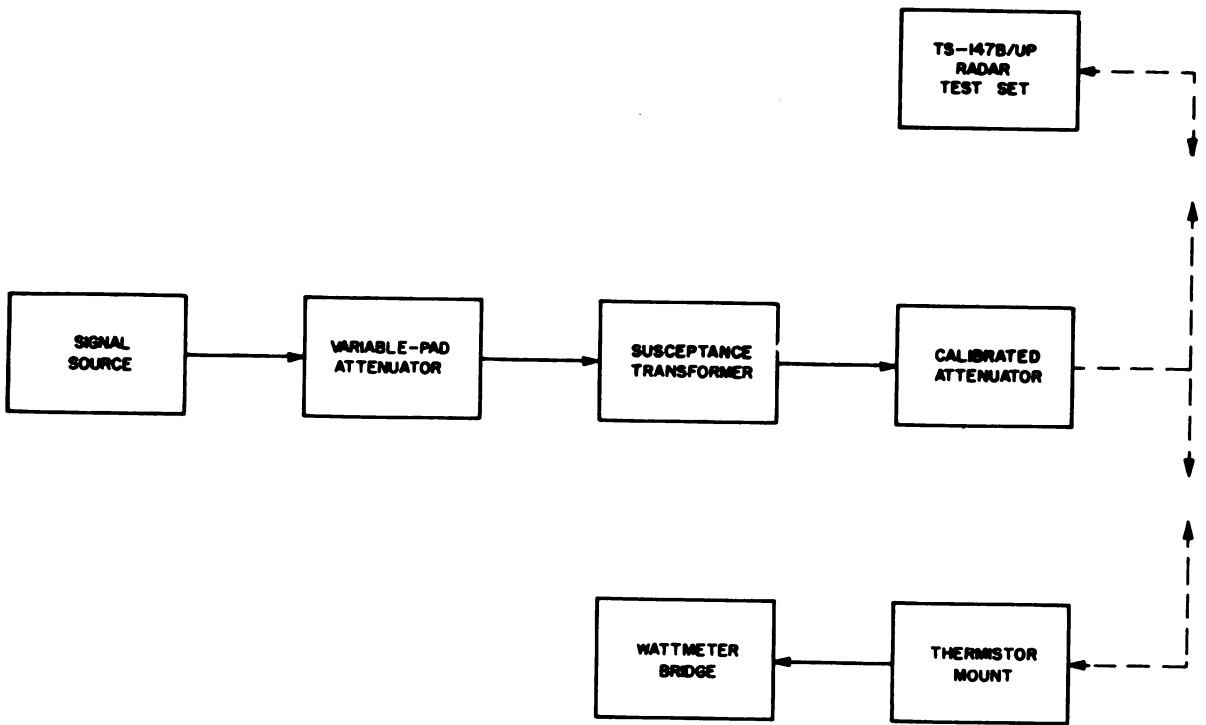 TS-147B/UP
RADAR
TEST SET
SIGNAL
SOURCE
VARIABLE-PAD
ATTENUATOR
SUSCEPTANCE
TRANSFORMER
CALIBRATED
ATTENUATOR
WATTMETER
BRIDGE
THERMISTOR
MOUNT